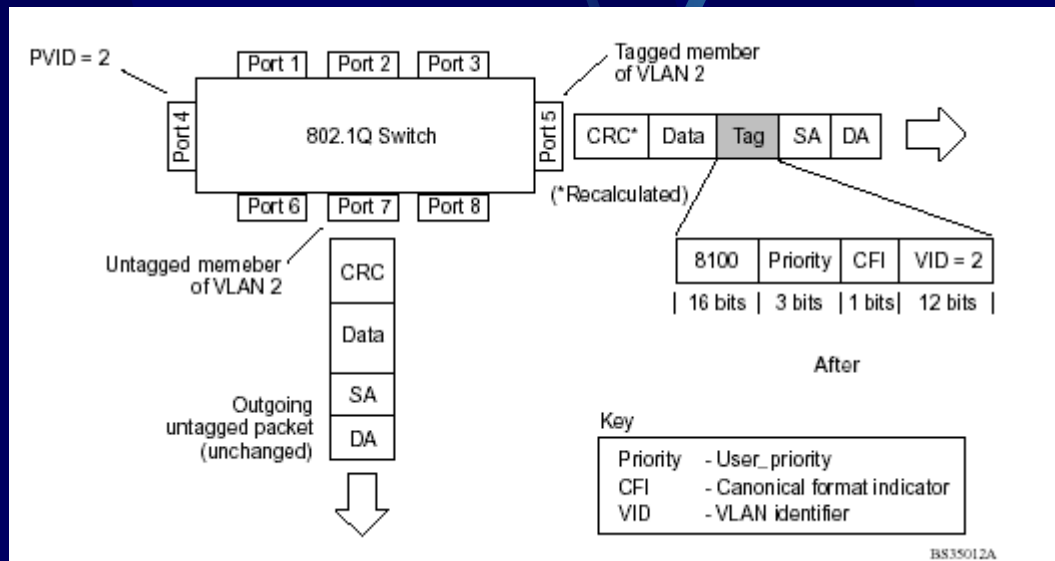 PVID = 2
Port 1
Port 2
Port 3
Tagged member
of VLAN 2
Port 4
802.1Q Switch
Port 5
CRC*
Data
Tag
SA
DA
(*Recalculated)
Port 6
Port 7
Port 8
Untagged memeber
of VLAN 2
CRC
Data
SA
DA
8100
Priority
CFI
VID = 2
| 16 bits | 3 bits | 1 bits | 12 bits |
After
Outgoing
untagged packet
(unchanged)
Key
Priority - User_priority
CFI - Canonical format indicator
VID - VLAN identifier
BS35012A